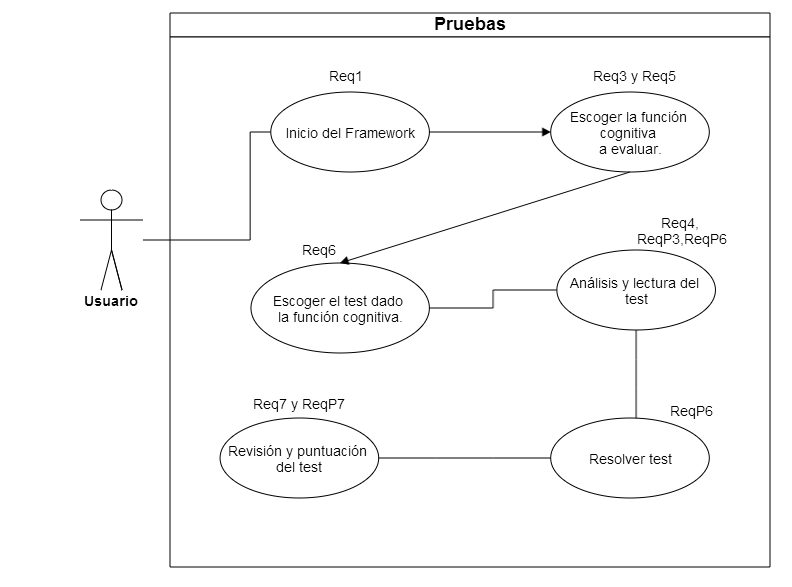 Pruebas
Req1
Inicio del Framework
Req3 y Req5
Escoger la función
cognitiva
a evaluar.
Usuario
Req6
Escoger el test dado
la función cognitiva.
Req4,
ReqP3,ReqP6
Análisis y lectura del
test
Req7 y ReqP7
Revisión y puntuación
del test
ReqP6
Resolver test